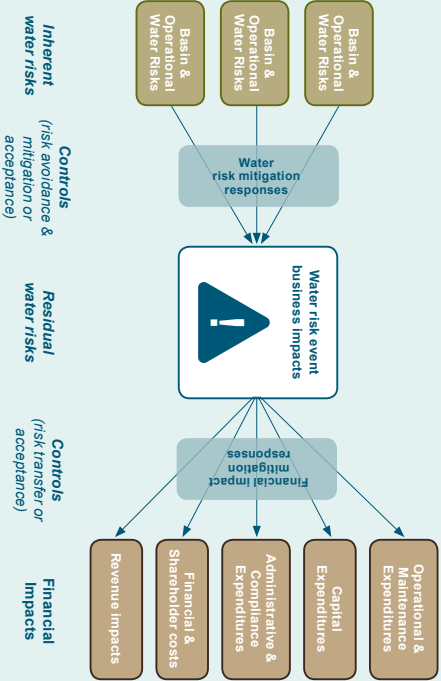 Inherent
water risks
Controls
(risk avoidance &
mitigation or
acceptance)
Residual
water risks
Controls
(risk transfer or
acceptance)
Financial
Impacts
Basin &
Operational
Water Risks
Basin &
Operational
Water Risks
Basin &
Operational
Water Risks
Water
risk mitigation
responses
Water risk event
business impacts
!
Financial impact
mitigation
responses
Operational &
Maintenance
Expenditures
Capital
Expenditures
Administrative &
Compliance
Expenditures
Financial &
Shareholder costs
Revenue impacts